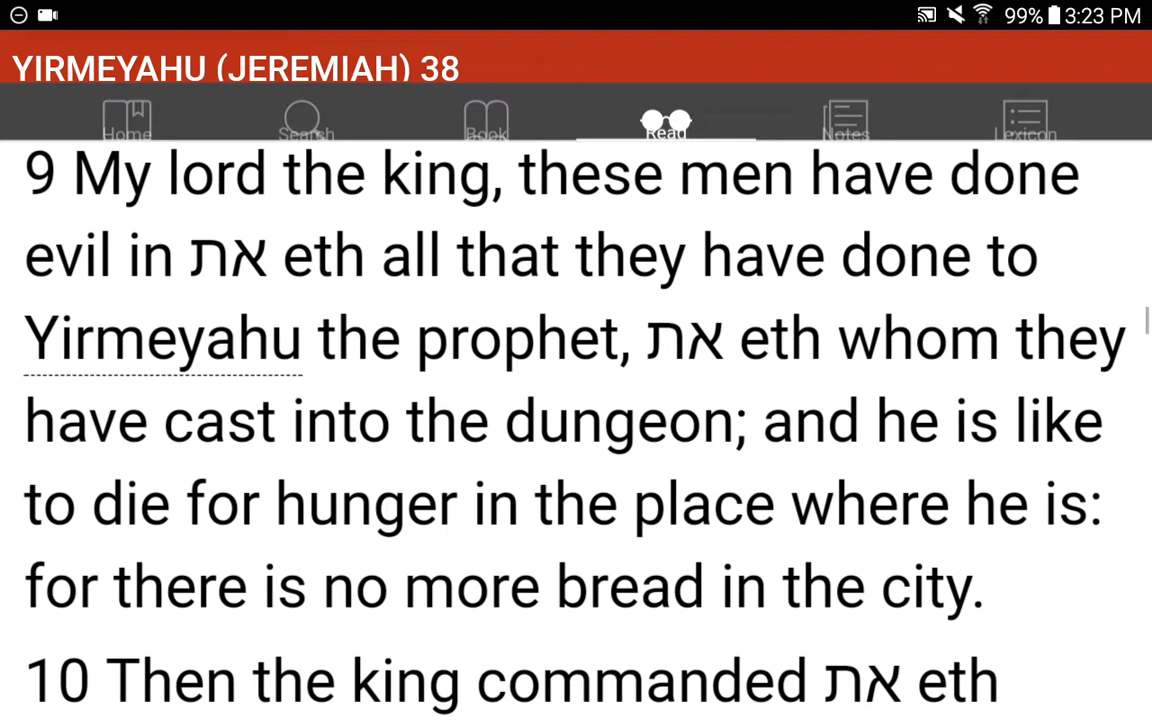 99% 3:23 PM
YIRMEYAHU (JEREMIAH) 38
Home Search Book Read Notes Lexicon
9 My lord the king, these men have done
evil in את eth all that they have done to
Yirmeyahu the prophet, את eth whom they
have cast into the dungeon; and he is like
to die for hunger in the place where he is:
for there is no more bread in the city.
10 Then the king commanded את eth